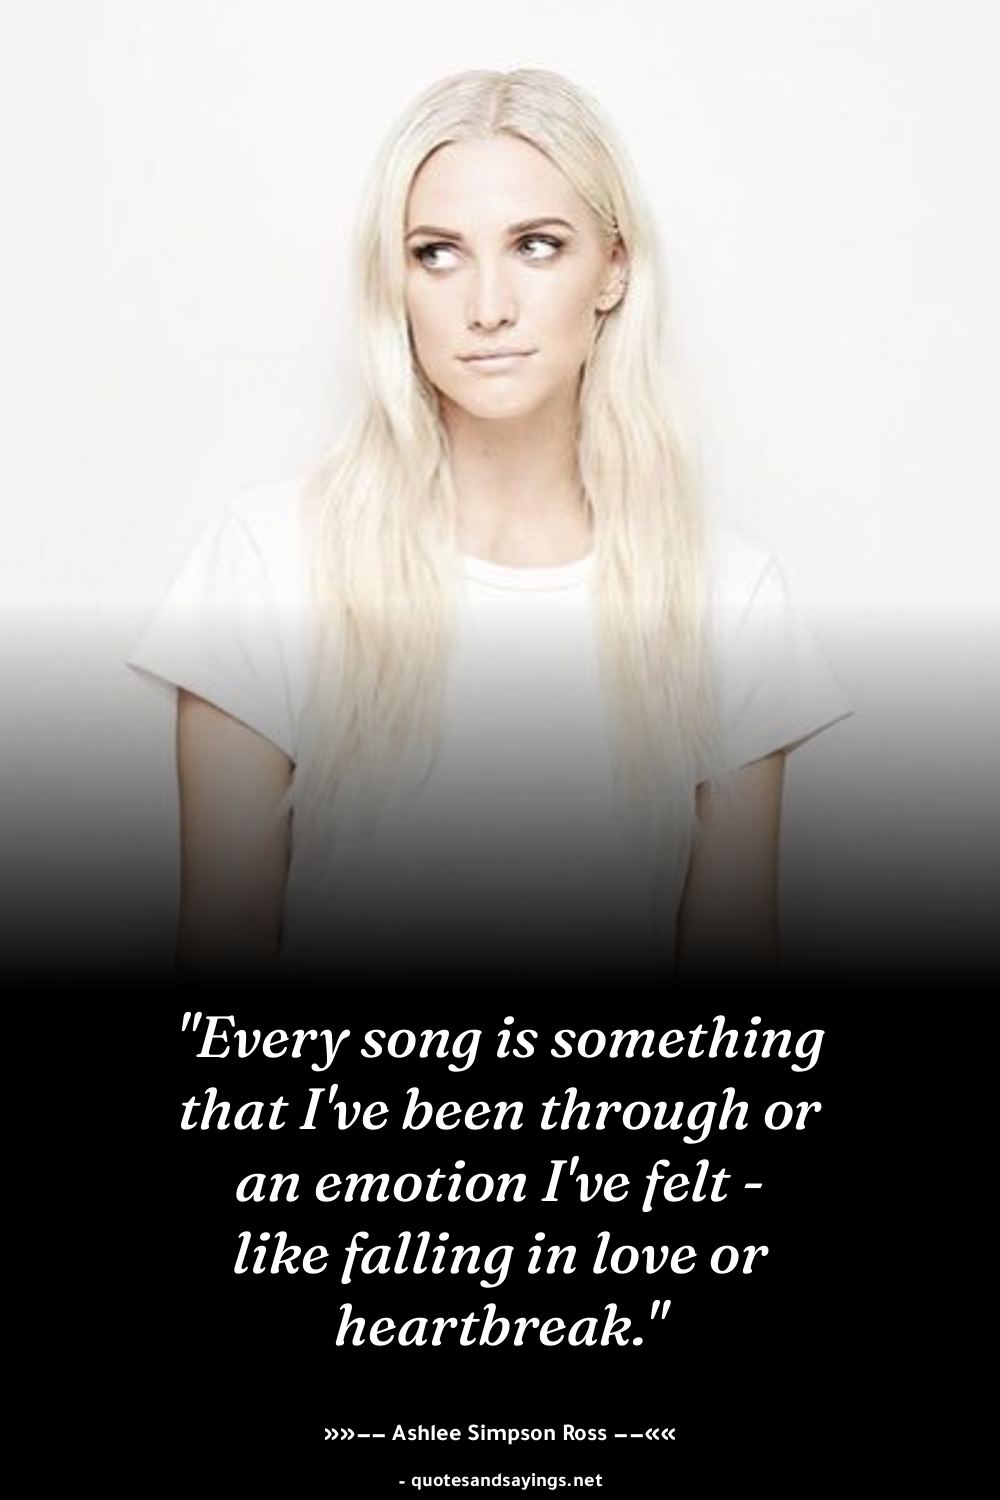 "Every song is something
that I've been through or
an emotion I've felt -
like falling in love or
heartbreak."
»»–– Ashlee Simpson Ross ––««
- quotesandsayings.net